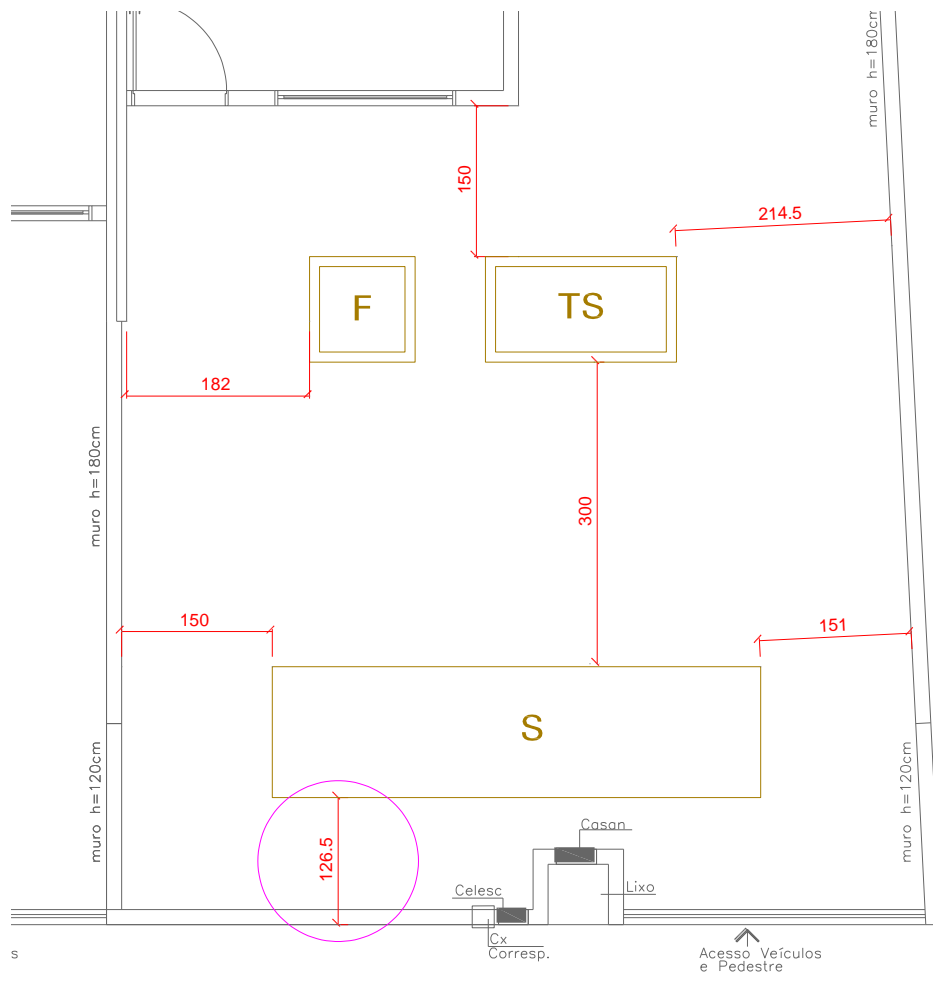 muro h=180cm
150
214.5
F
TS
182
muro h=180cm
300
150
151
S
muro h=120cm
muro h=120cm
126.5
Casan
Celesc
Lixo
Cx
Corresp.
s
Acesso Veículos
e Pedestre